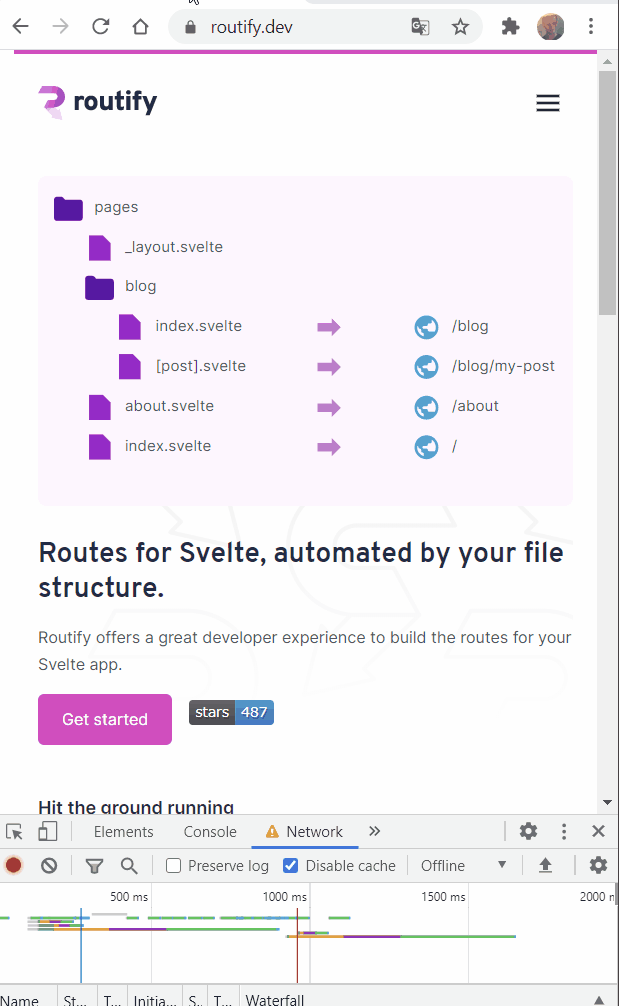 routify.dev
routify
pages
_layout.svelte
blog
index.svelte /blog
[post].svelte /blog/my-post
about.svelte /about
index.svelte /
Routes for Svelte, automated by your file
structure.
Routify offers a great developer experience to build the routes for your
Svelte app.
Get started stars 487
Hit the ground running
Elements Console Network
Preserve log Disable cache Offline
500 ms 1000 ms 1500 ms 2000 m
Name St... T... Initia... S.. T... Waterfall